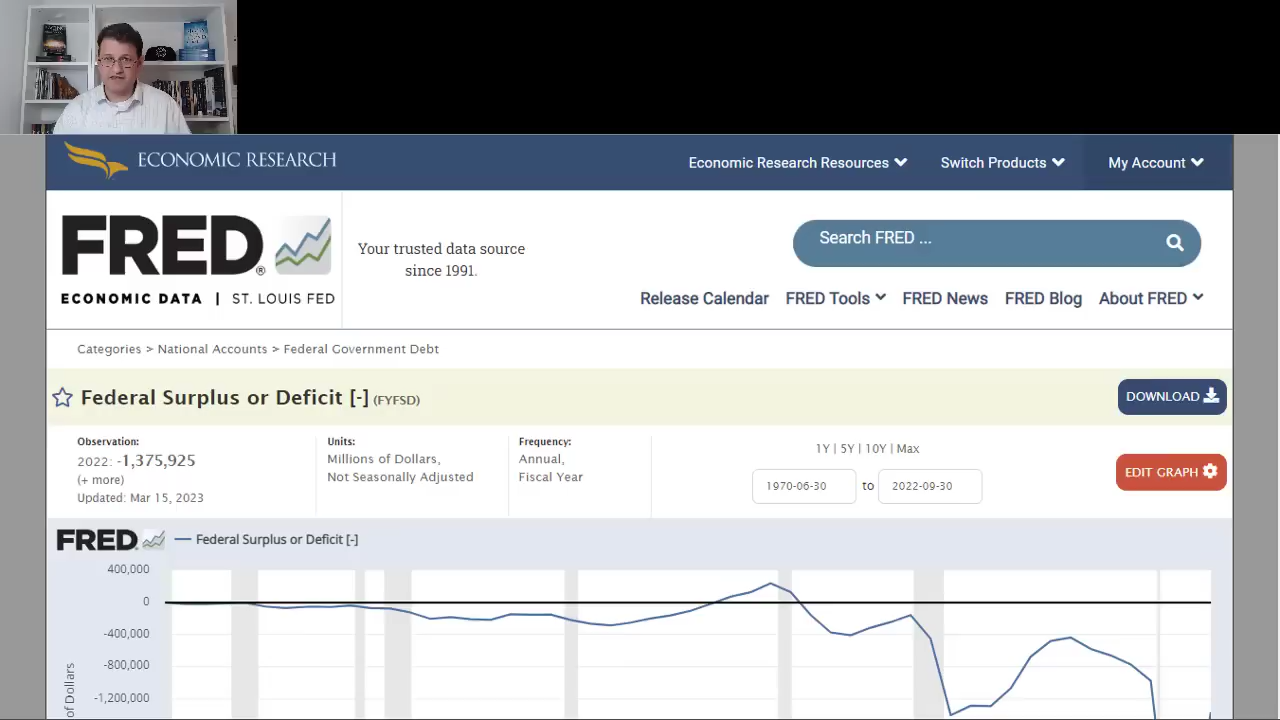 ECONOMIC RESEARCH
Economic Research Resources
Switch Products
My Account
FRED®
ECONOMIC DATA | ST. LOUIS FED
Your trusted data source
since 1991.
Search FRED ...
Release Calendar
FRED Tools
FRED News
FRED Blog
About FRED
Categories > National Accounts > Federal Government Debt
Federal Surplus or Deficit [-] (FYFSD)
DOWNLOAD
Observation:
2022: -1,375,925
(+ more)
Updated: Mar 15, 2023
Units:
Millions of Dollars,
Not Seasonally Adjusted
Frequency:
Annual,
Fiscal Year
1Y | 5Y | 10Y | Max
1970-06-30 to 2022-09-30
EDIT GRAPH
FRED
Federal Surplus or Deficit [-]
400,000
0
-400,000
-800,000
-1,200,000
of Dollars